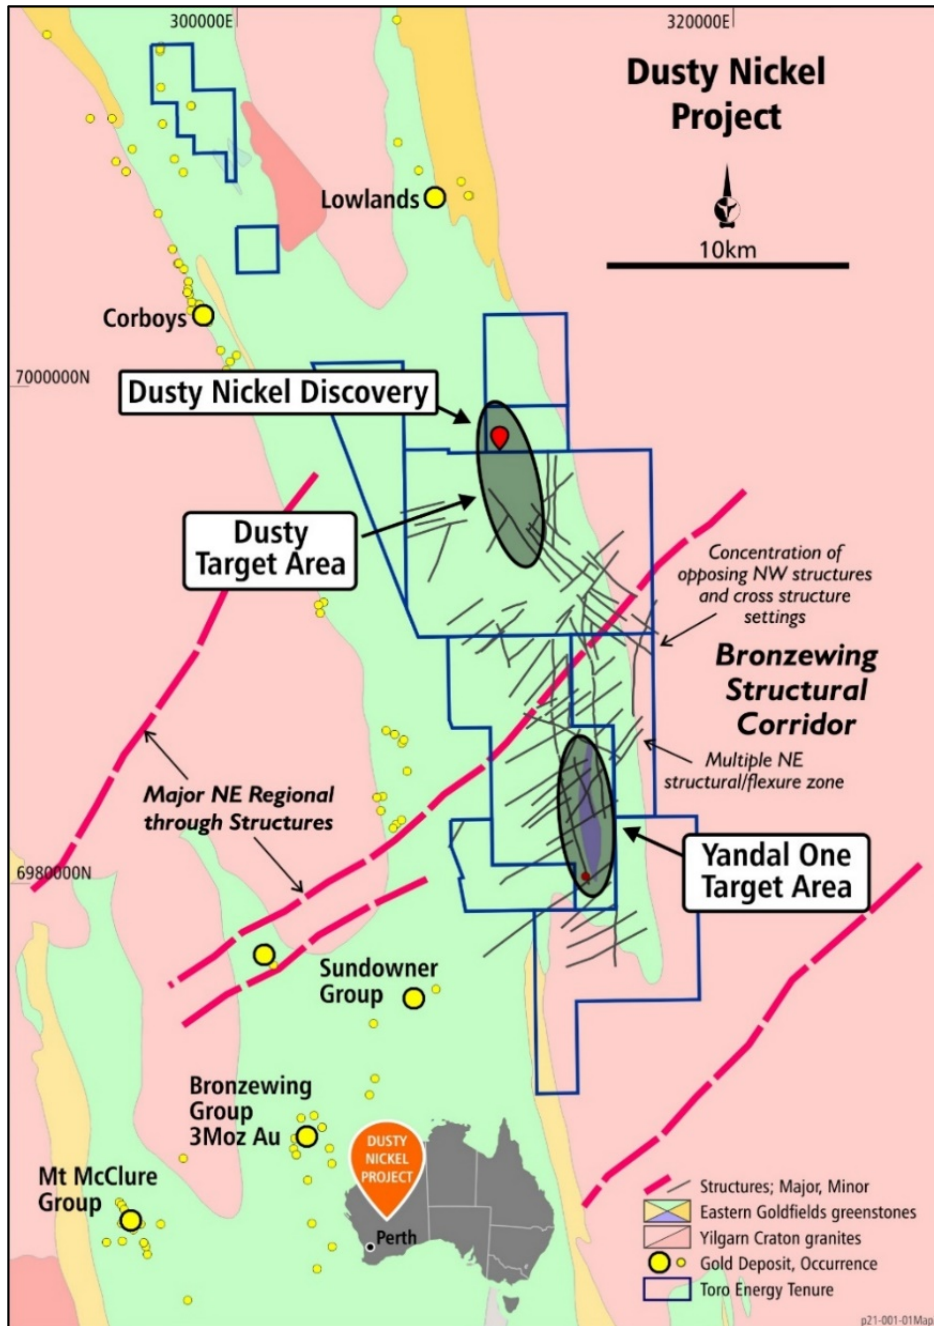 300000E
320000E
Dusty Nickel
Project
10km
Lowlands
Corboys
7000000N
Dusty Nickel Discovery
Dusty
Target Area
Concentration of
opposing NW structures
and cross structure
settings
Bronzewing
Structural
Corridor
Multiple NE
structural/flexure zone
Major NE Regional
through Structures
Yandal One
Target Area
6980000N
Sundowner
Group
Bronzewing
Group
3Moz Au
DUSTY
NICKEL
PROJECT
Perth
Mt McClure
Group
Structures; Major, Minor
Eastern Goldfields greenstones
Yilgarn Craton granites
Gold Deposit, Occurrence
Toro Energy Tenure
p21-001-01Map